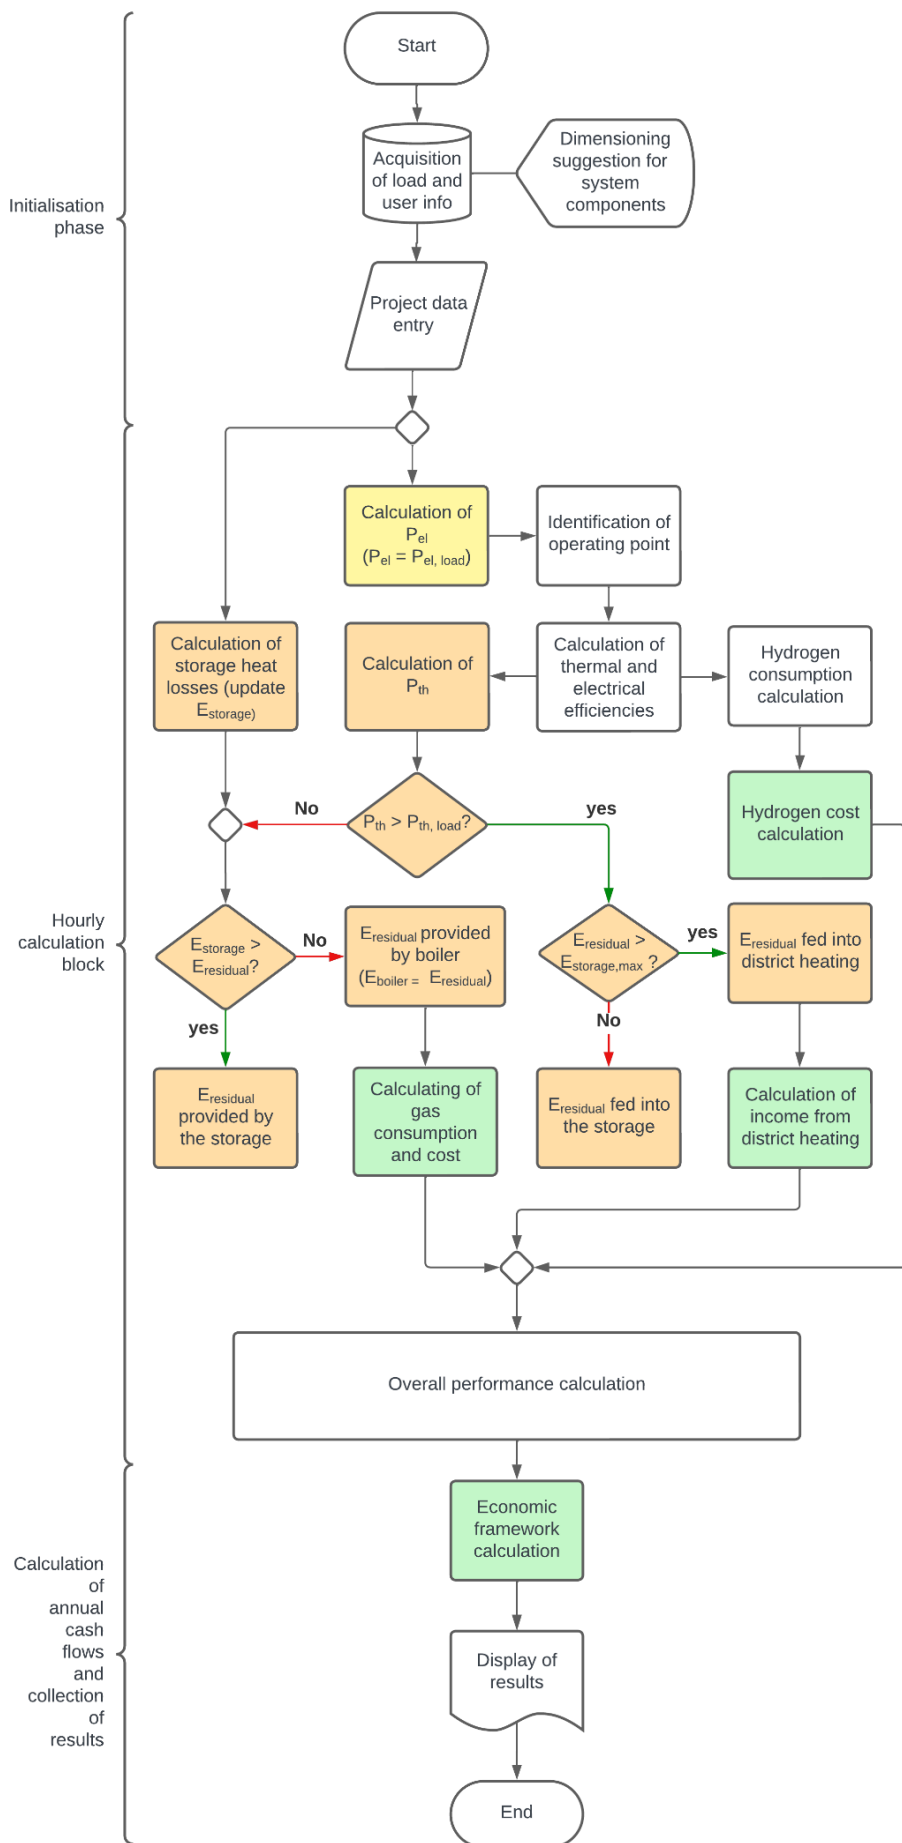 Start
Acquisition
of load and
user info
Dimensioning
suggestion for
system
components
Initialisation
phase
Project data
entry
Calculation of
Pel
(Pel = Pel, load)
Identification of
operating point
Calculation of
storage heat
losses (update
Estorage)
Calculation of
Pth
Calculation of
thermal and
electrical
efficiencies
Hydrogen
consumption
calculation
No
Pth > Pth, load?
yes
Hydrogen cost
calculation
Hourly
calculation
block
Estorage >
Eresidual?
No
Eresidual provided
by boiler
(Eboiler = Eresidual)
Eresidual >
Estorage,max ?
yes
Eresidual fed into
district heating
yes
No
Eresidual
provided by
the storage
Calculating of
gas
consumption
and cost
Eresidual fed into
the storage
Calculation of
income from
district heating
Overall performance calculation
Economic
framework
calculation
Calculation
of
annual
cash
flows
and
collection
of
results
Display of
results
End